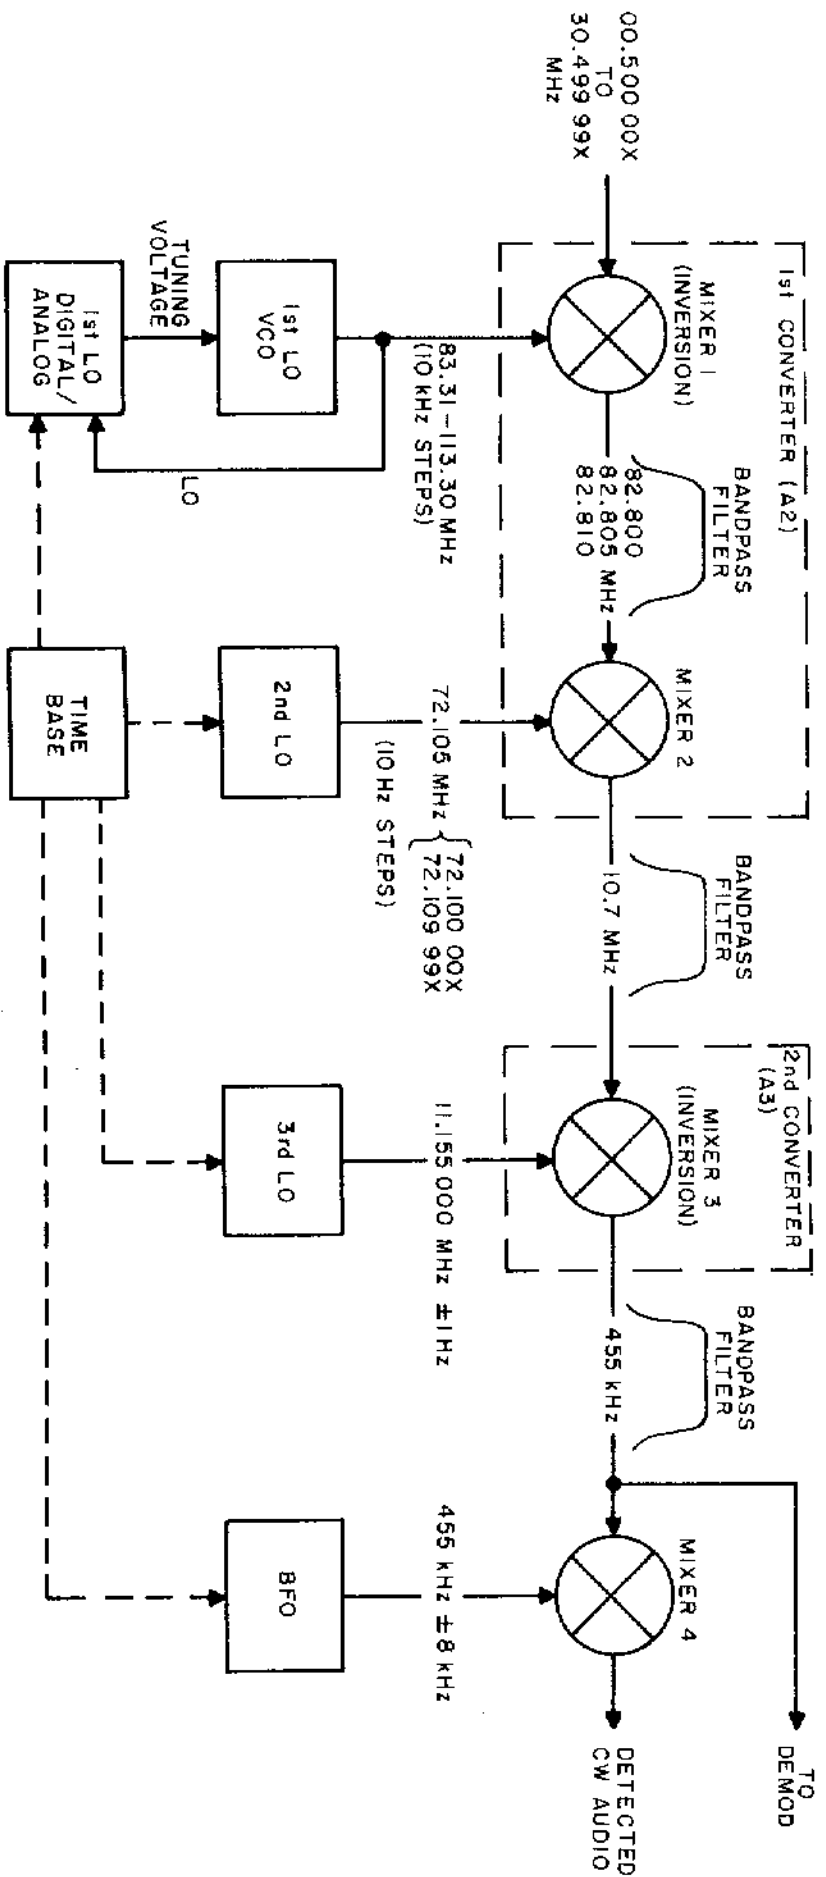 00.500 00X
TO
30.499 99X
MHz
1st CONVERTER (A2)
MIXER 1
(INVERSION)
BANDPASS
FILTER
82.800
82.805 MHz
82.810
MIXER 2
BANDPASS
FILTER
10.7 MHz
2nd CONVERTER
(A3)
MIXER 3
(INVERSION)
BANDPASS
FILTER
455 kHz
MIXER 4
TO
DEMOD
DETECTED
CW AUDIO
83.31-113.30 MHz
(10 kHz STEPS)
72.105 MHz
72.100 00X
72.109 99X
(10Hz STEPS)
11.155 000 MHz ±1Hz
455 kHz ±8 kHz
1st LO
VCO
LO
2nd LO
3rd LO
BFO
TUNING
VOLTAGE
1st LO
DIGITAL/
ANALOG
TIME
BASE